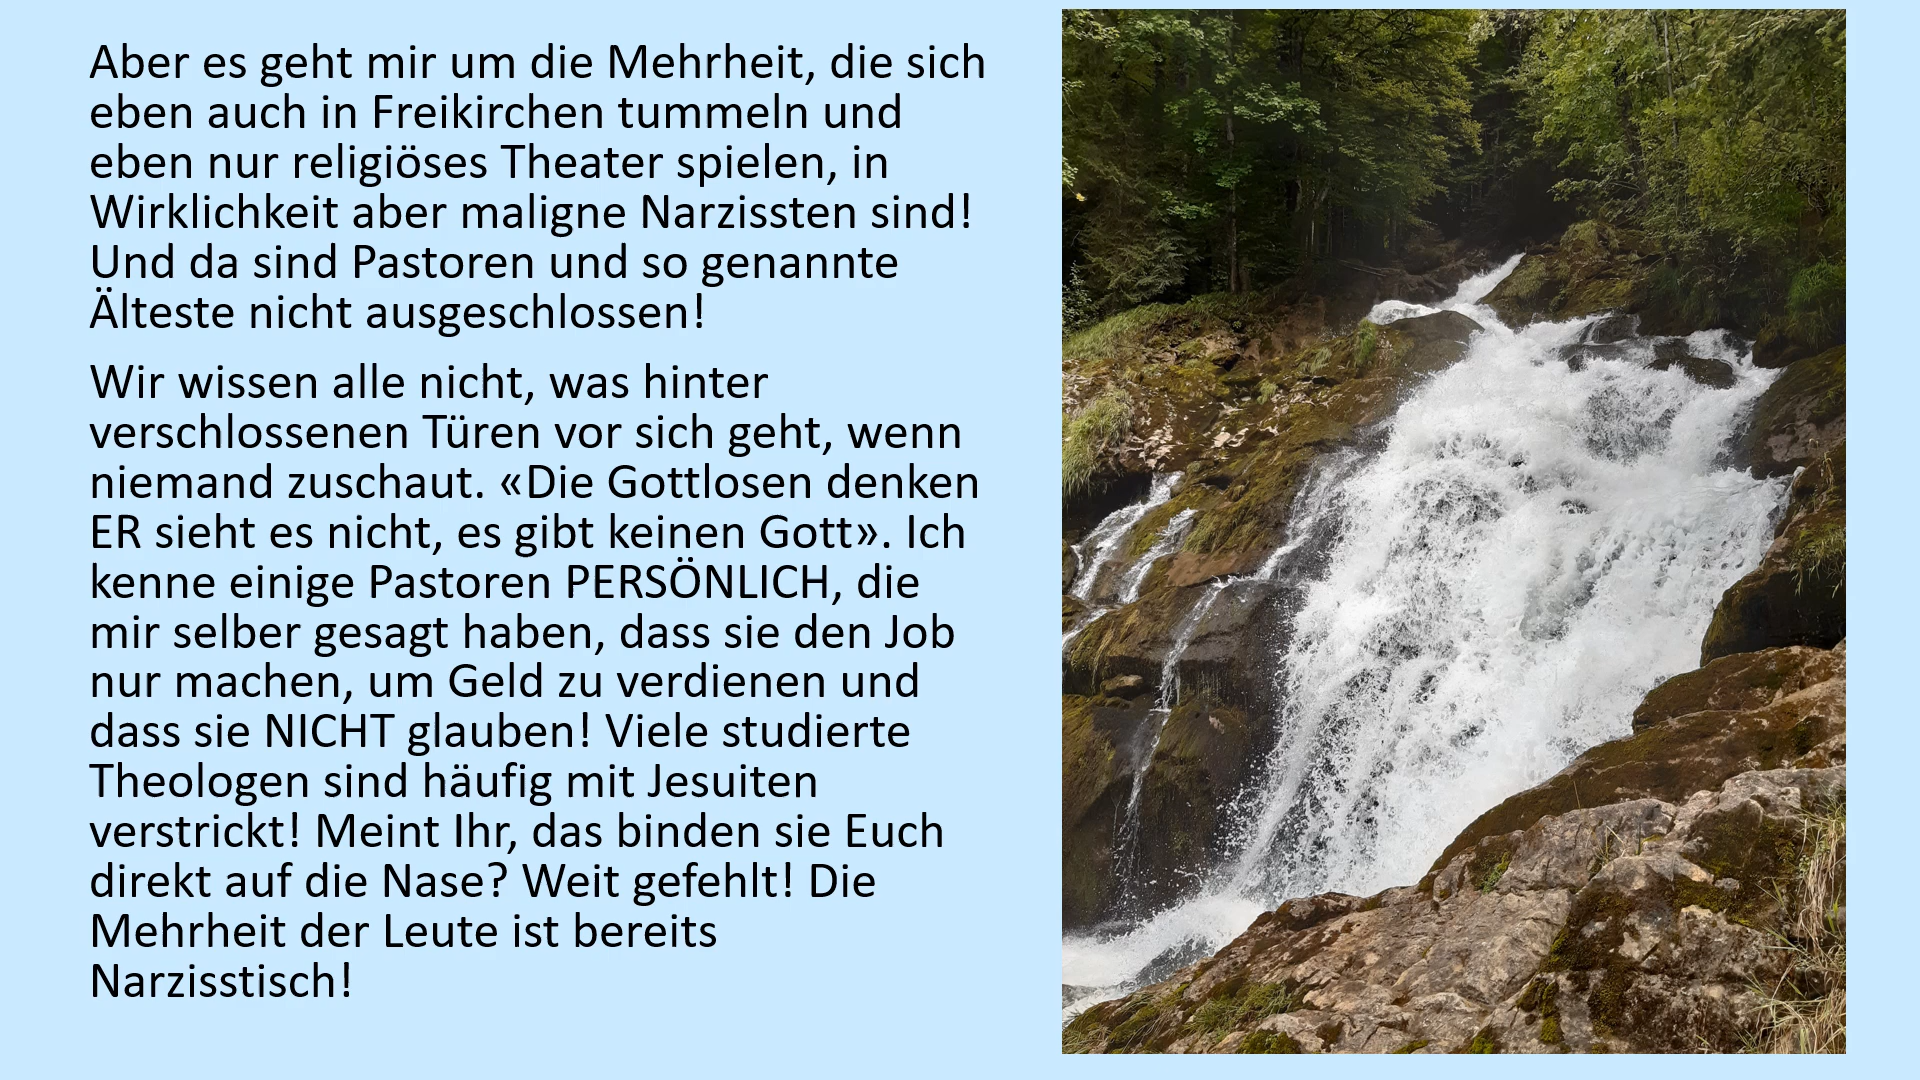 Aber es geht mir um die Mehrheit, die sich
eben auch in Freikirchen tummeln und
eben nur religiöses Theater spielen, in
Wirklichkeit aber maligne Narzissten sind!
Und da sind Pastoren und so genannte
Älteste nicht ausgeschlossen!
Wir wissen alle nicht, was hinter
verschlossenen Türen vor sich geht, wenn
niemand zuschaut. «Die Gottlosen denken
ER sieht es nicht, es gibt keinen Gott». Ich
kenne einige Pastoren PERSÖNLICH, die
mir selber gesagt haben, dass sie den Job
nur machen, um Geld zu verdienen und
dass sie NICHT glauben! Viele studierte
Theologen sind häufig mit Jesuiten
verstrickt! Meint Ihr, das binden sie Euch
direkt auf die Nase? Weit gefehlt! Die
Mehrheit der Leute ist bereits
Narzisstisch!